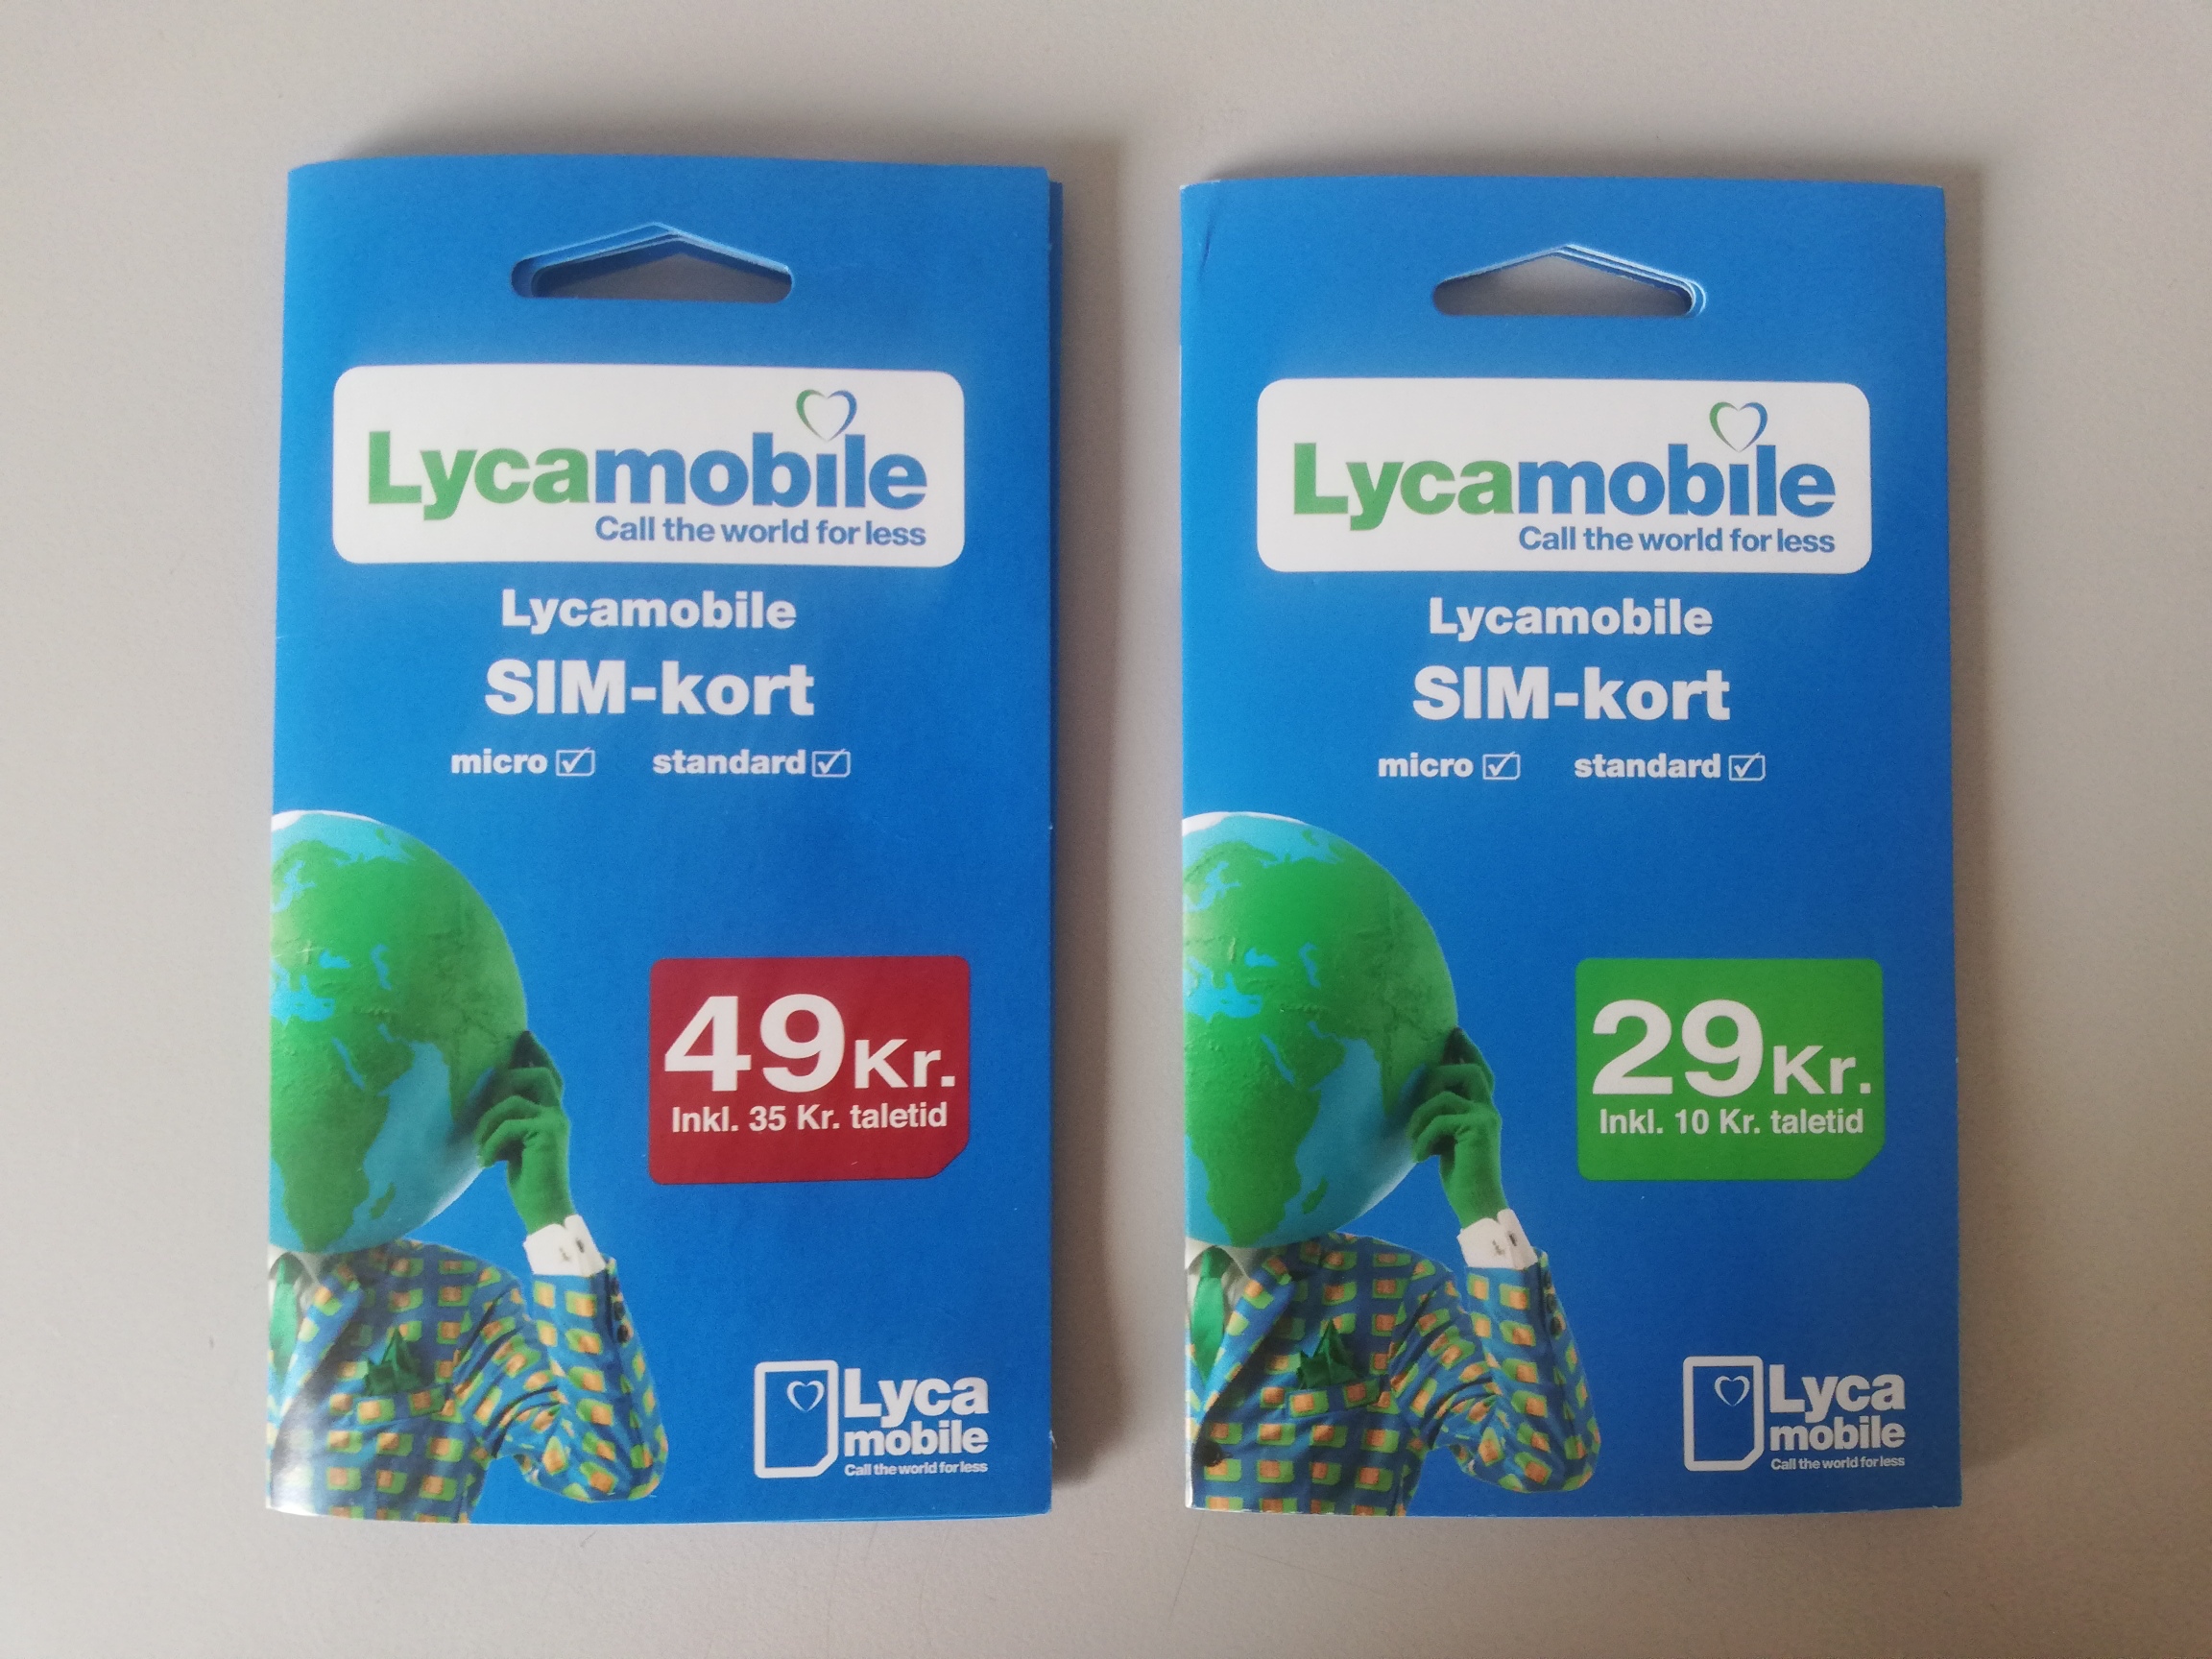 Lycamobile
Call the world for less
Lycamobile
SIM-kort
micro standard
49Kr.
Inkl. 35 Kr. taletid
Lyca
mobile
Call the world for less
Lycamobile
Call the world for less
Lycamobile
SIM-kort
micro standard
29Kr.
Inkl. 10 Kr. taletid
Lyca
mobile
Call the world for less